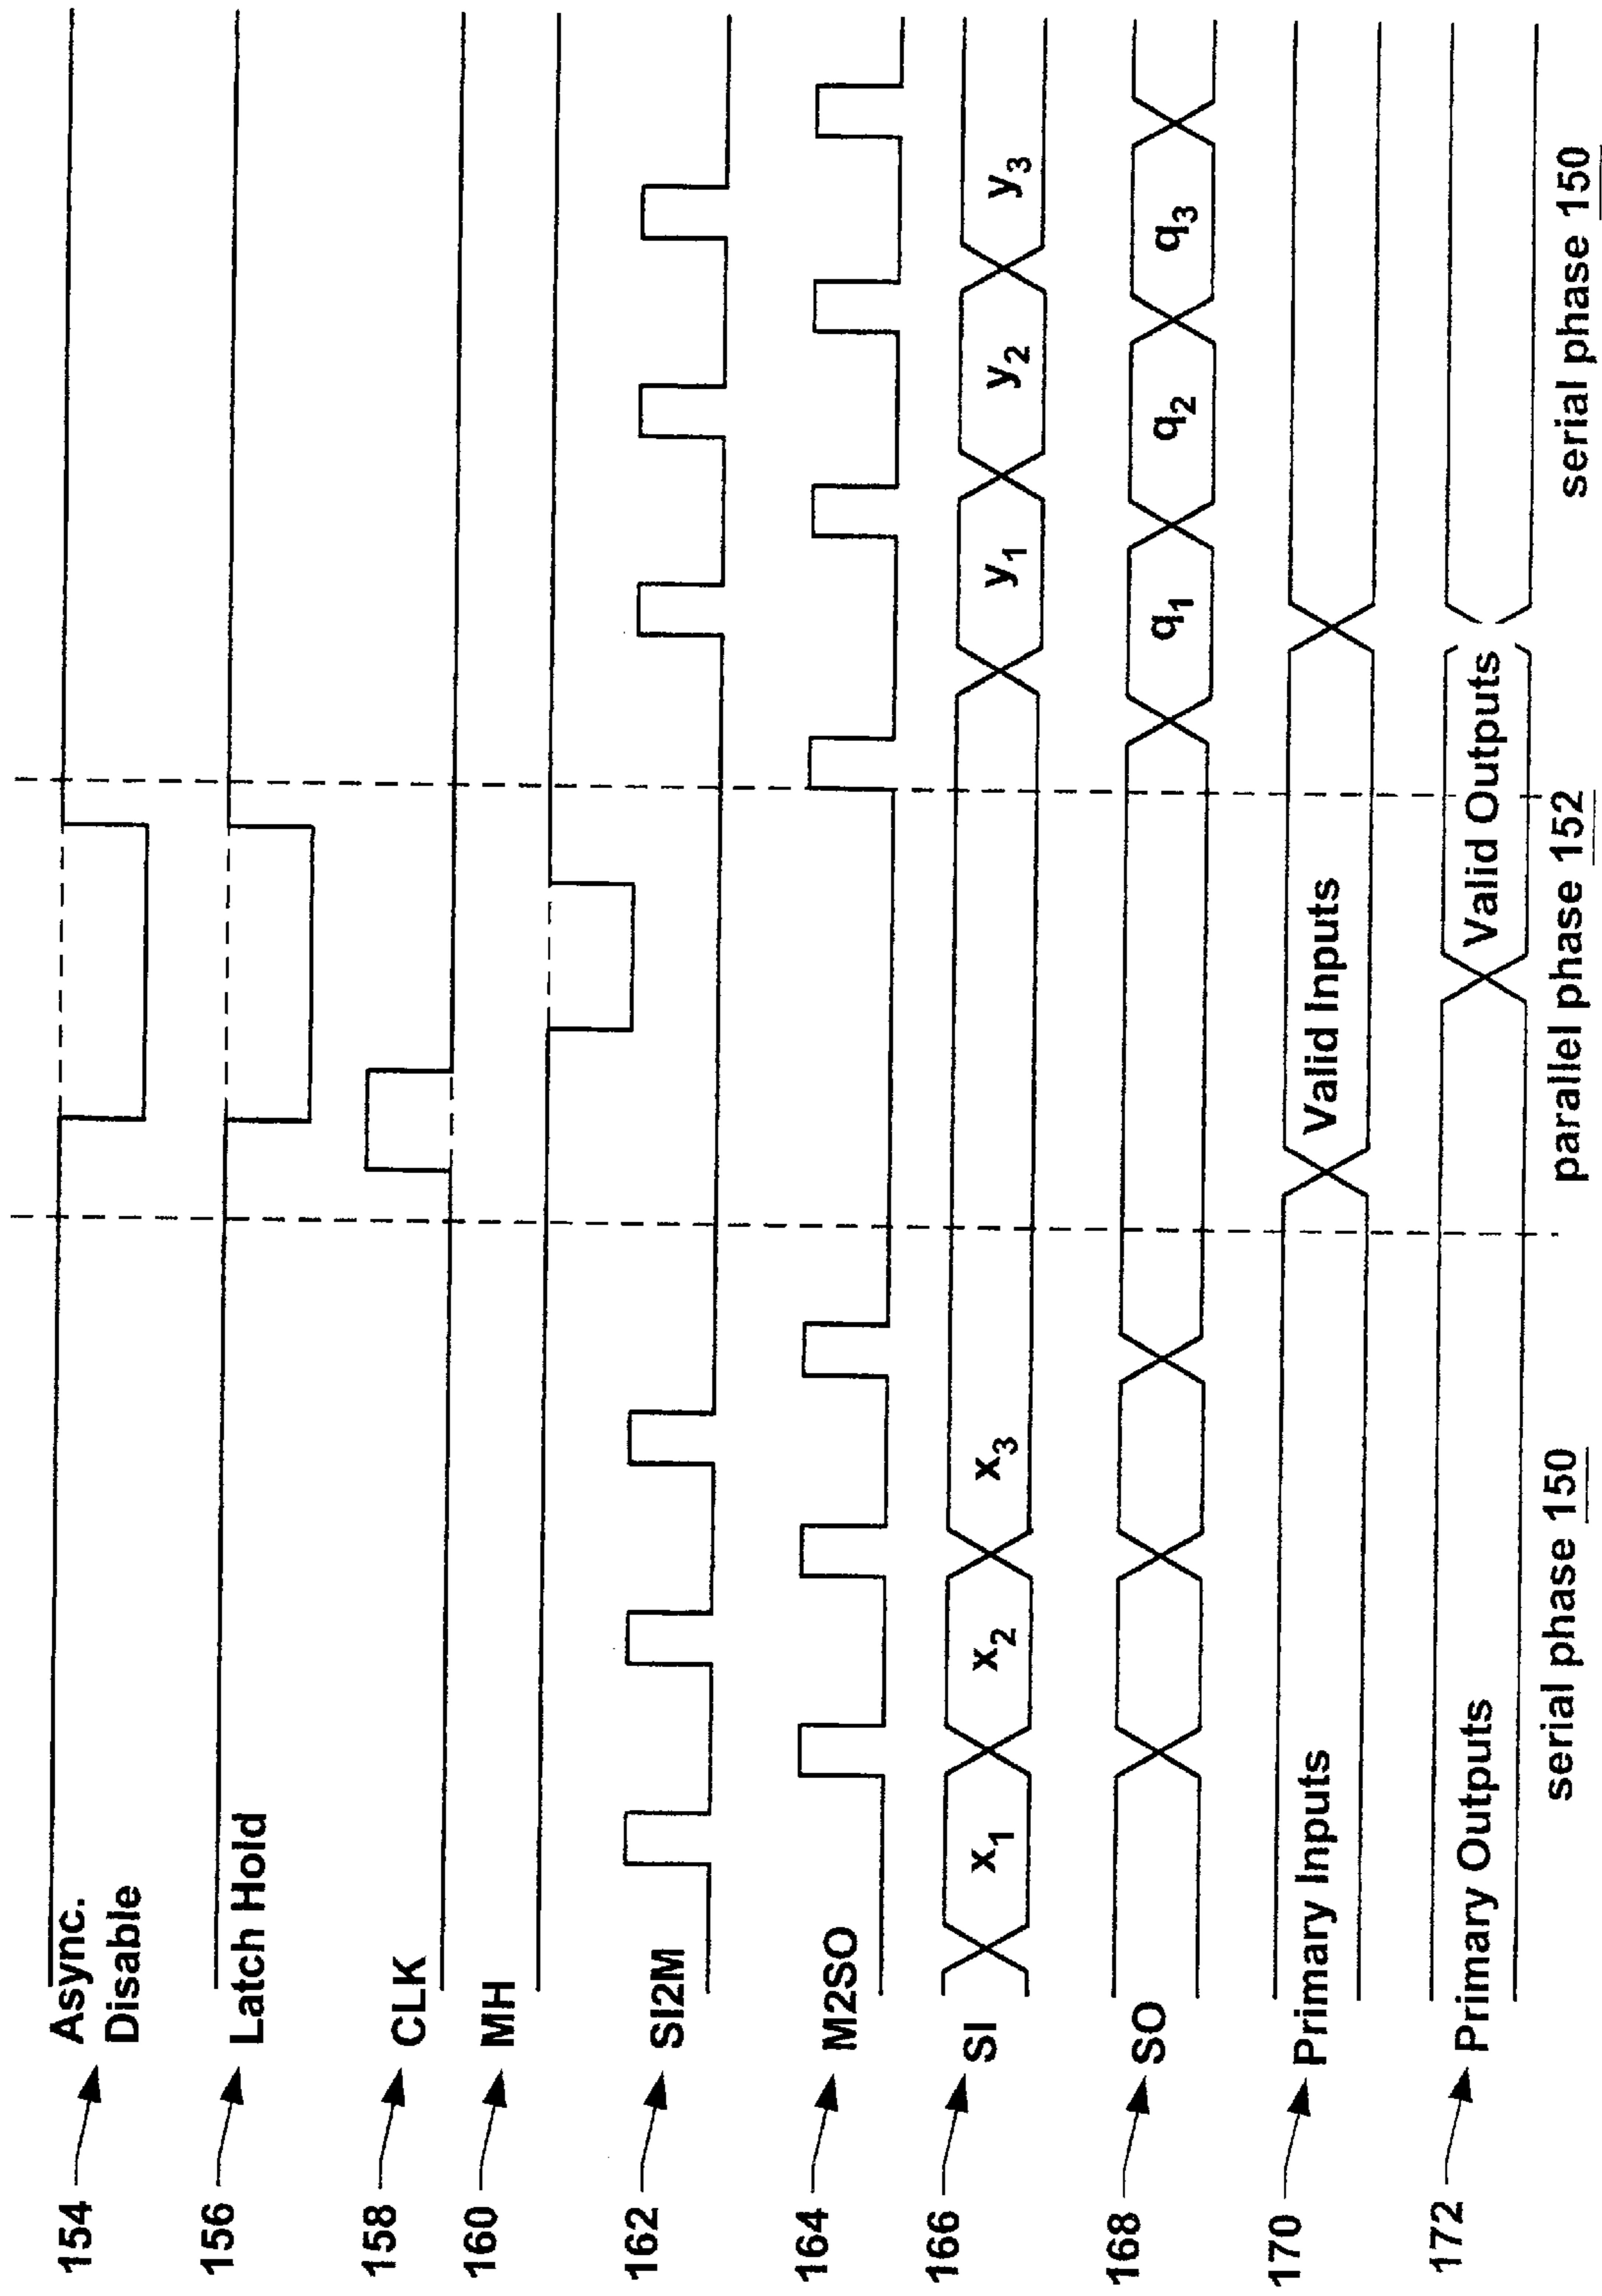 154
Async.
Disable
156
Latch Hold
158
CLK
160
MH
162
SI2M
164
M2SO
166
SI
x1
x2
x3
y1
y2
y3
168
SO
q1
q2
q3
170
Primary Inputs
Valid Inputs
172
Primary Outputs
Valid Outputs
serial phase 150
parallel phase 152
serial phase 150